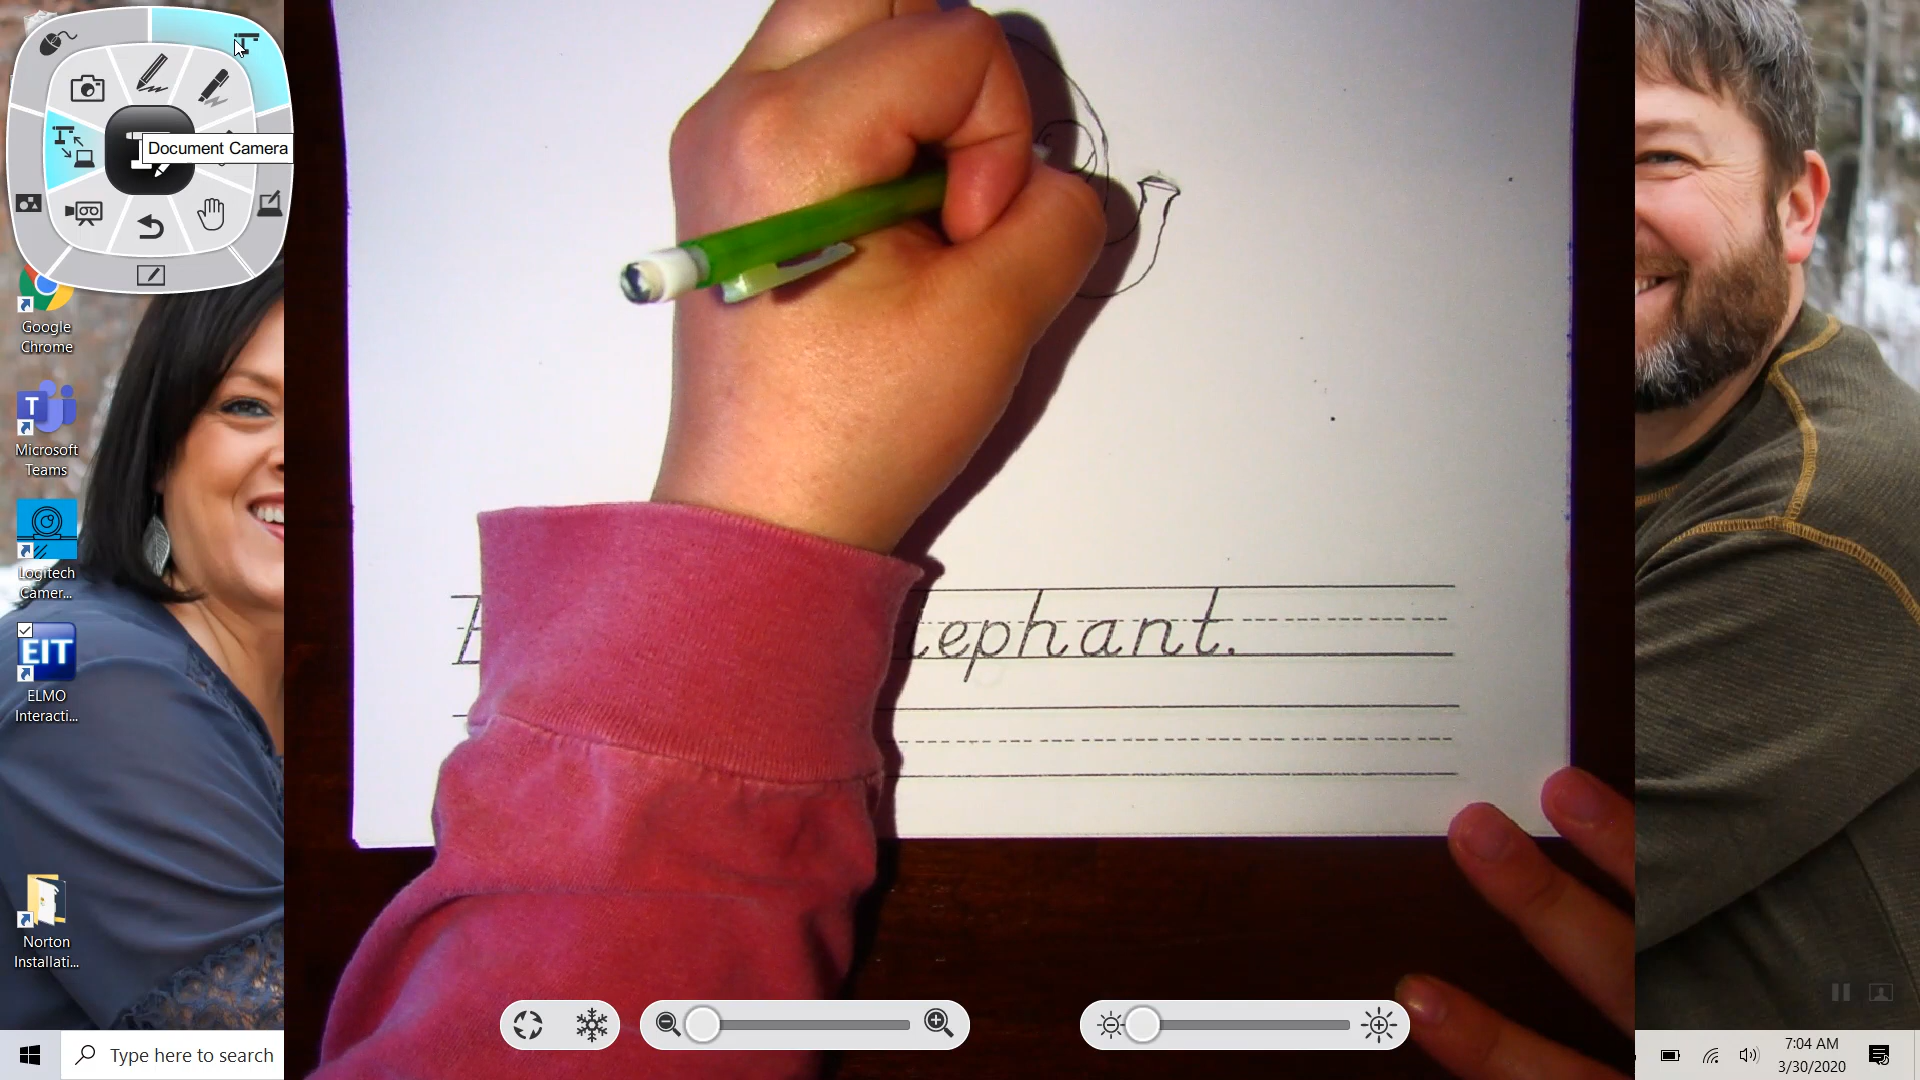 Document Camera
Google
Chrome
T
Microsoft
Teams
Logitech
Camer...
EIT
ELMO
Interacti...
Norton
Installati...
lephant.
Type here to search
7:04 AM
3/30/2020